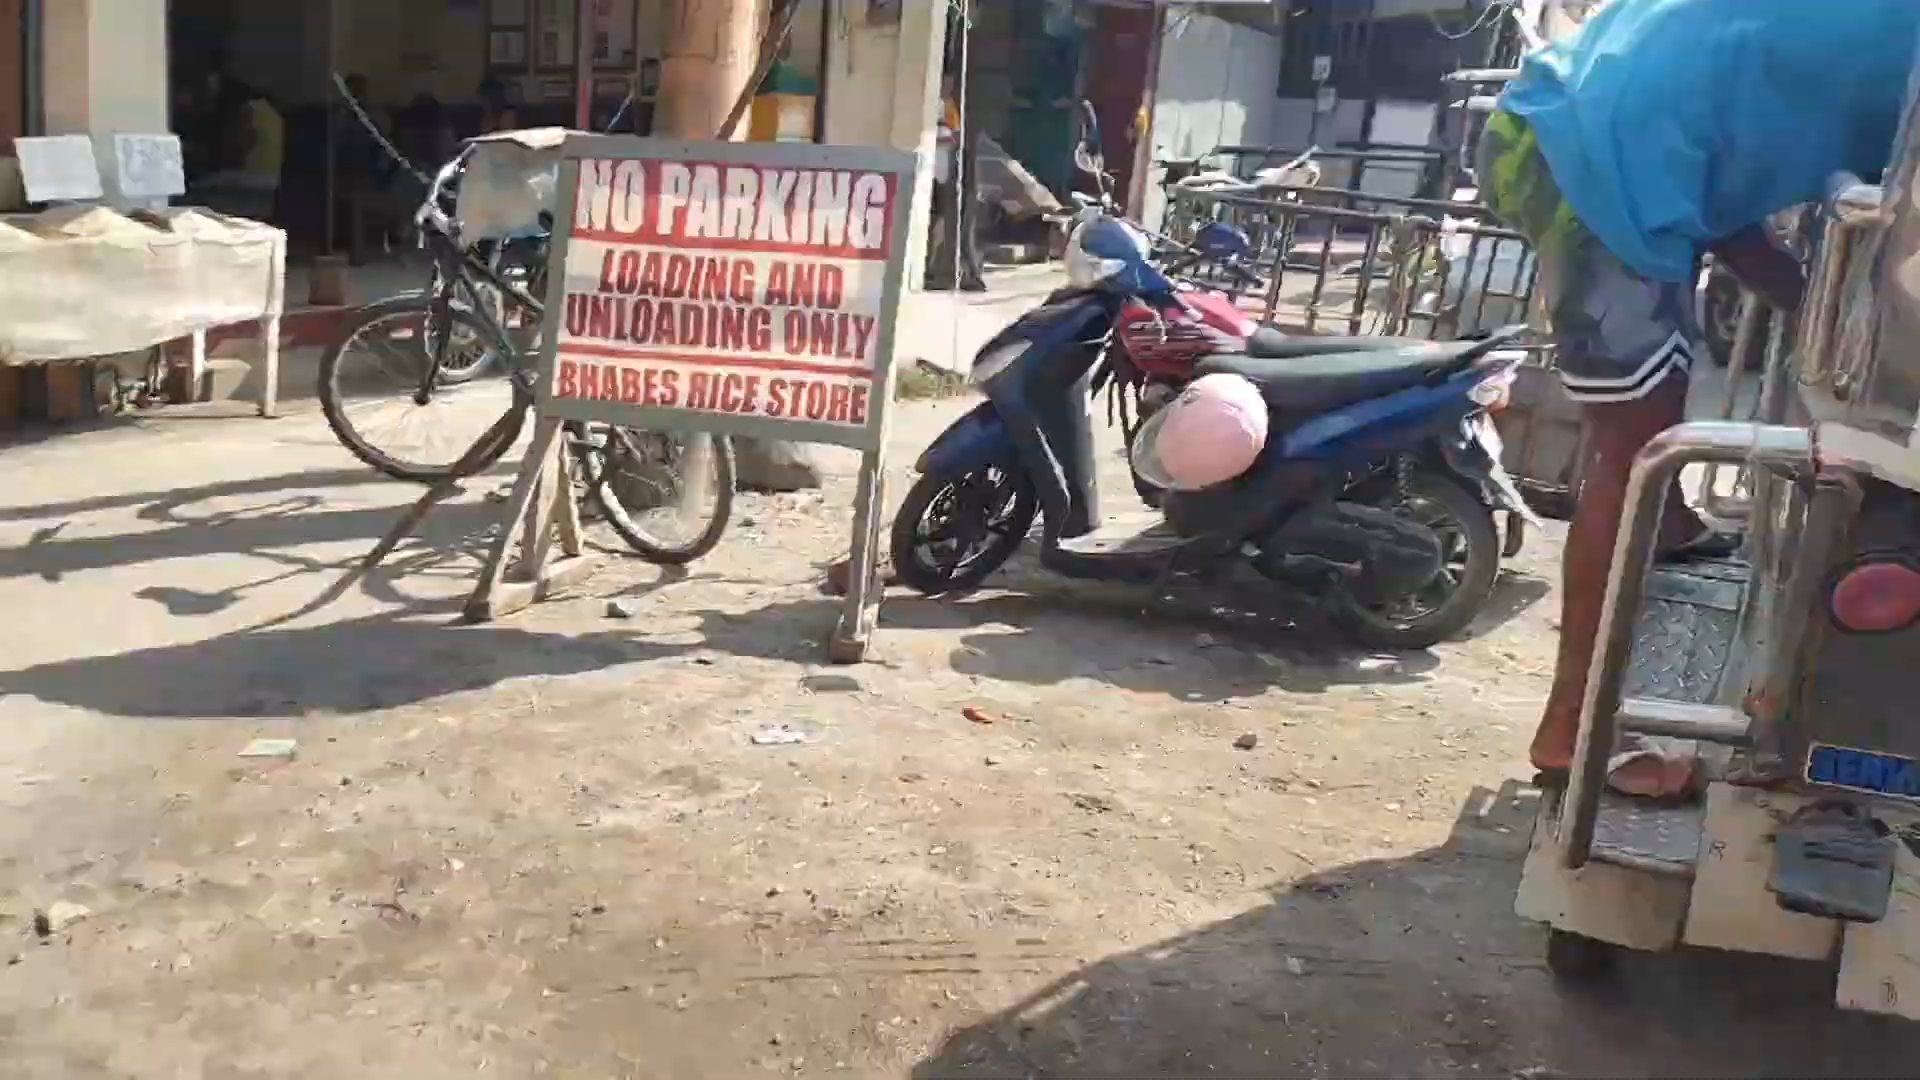 NO PARKING
LOADING AND
UNLOADING ONLY
BHABES RICE STORE